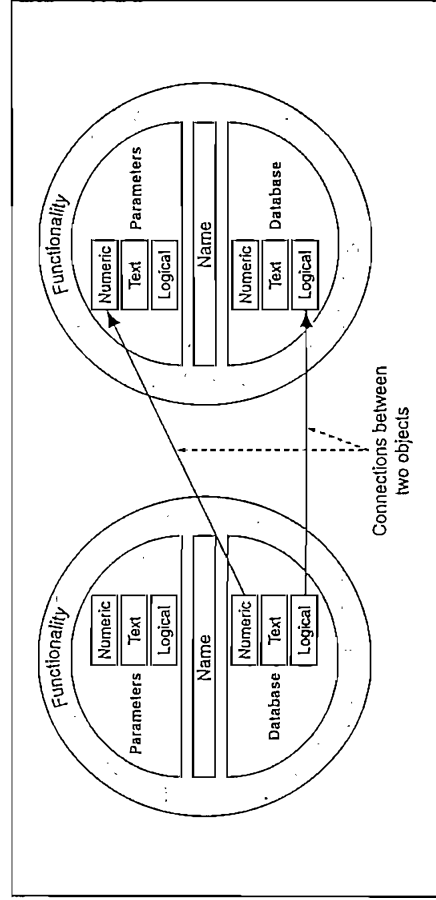 Functionality
Parameters
Numeric
Text
Logical
Name
Database
Numeric
Text
Logical
Functionality
Numeric
Text
Logical
Parameters
Name
Numeric
Text
Logical
Database
Connections between
two objects